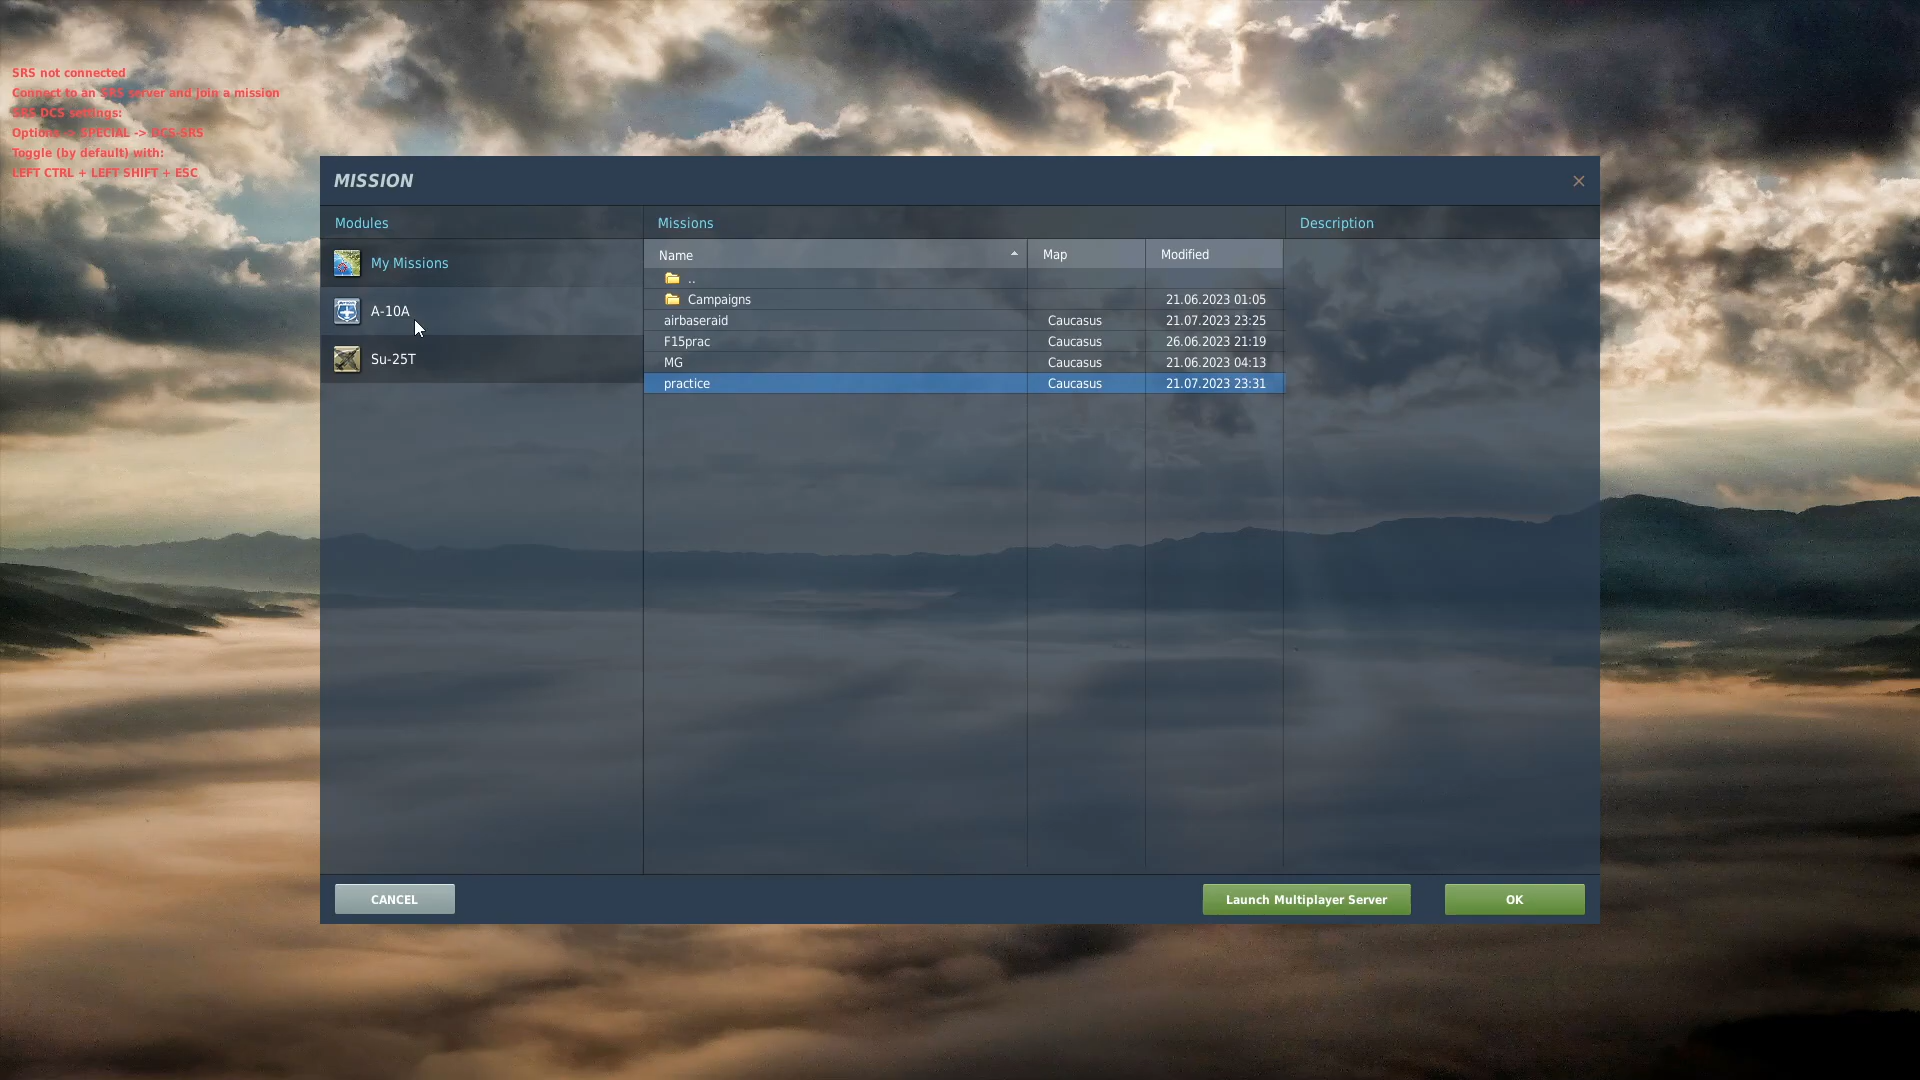 SRS not connected
Connect to an SRS server and join a mission
SRS DCS settings:
Options -> SPECIAL -> DCS-SRS
Toggle (by default) with:
LEFT CTRL + LEFT SHIFT + ESC
MISSION
Modules
Missions
Description
My Missions
A-10A
Su-25T
Name Map Modified
..
Campaigns 21.06.2023 01:05
airbaseraid Caucasus 21.07.2023 23:25
F15prac Caucasus 26.06.2023 21:19
MG Caucasus 21.06.2023 04:13
practice Caucasus 21.07.2023 23:31
CANCEL
Launch Multiplayer Server
OK